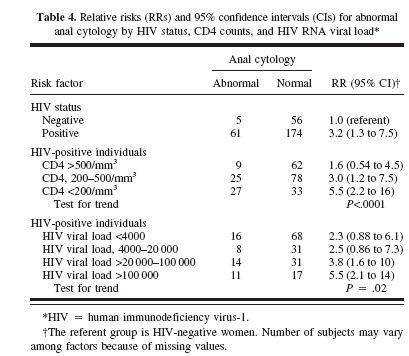 Table 4. Relative risks (RRs) and 95% confidence intervals (CIs) for abnormal
anal cytology by HIV status, CD4 counts, and HIV RNA viral load*
Anal cytology
Risk factor Abnormal Normal RR (95% CI)†
HIV status
Negative 5 56 1.0 (referent)
Positive 61 174 3.2 (1.3 to 7.5)
HIV-positive individuals
CD4 >500/mm³ 9 62 1.6 (0.54 to 4.5)
CD4, 200–500/mm³ 25 78 3.0 (1.2 to 7.5)
CD4 <200/mm³ 27 33 5.5 (2.2 to 16)
Test for trend P<.0001
HIV-positive individuals
HIV viral load <4000 16 68 2.3 (0.88 to 6.1)
HIV viral load, 4000–20 000 8 31 2.5 (0.86 to 7.3)
HIV viral load >20 000–100 000 14 31 3.8 (1.6 to 10)
HIV viral load >100 000 11 17 5.5 (2.1 to 14)
Test for trend P = .02
*HIV = human immunodeficiency virus-1.
†The referent group is HIV-negative women. Number of subjects may vary
among factors because of missing values.